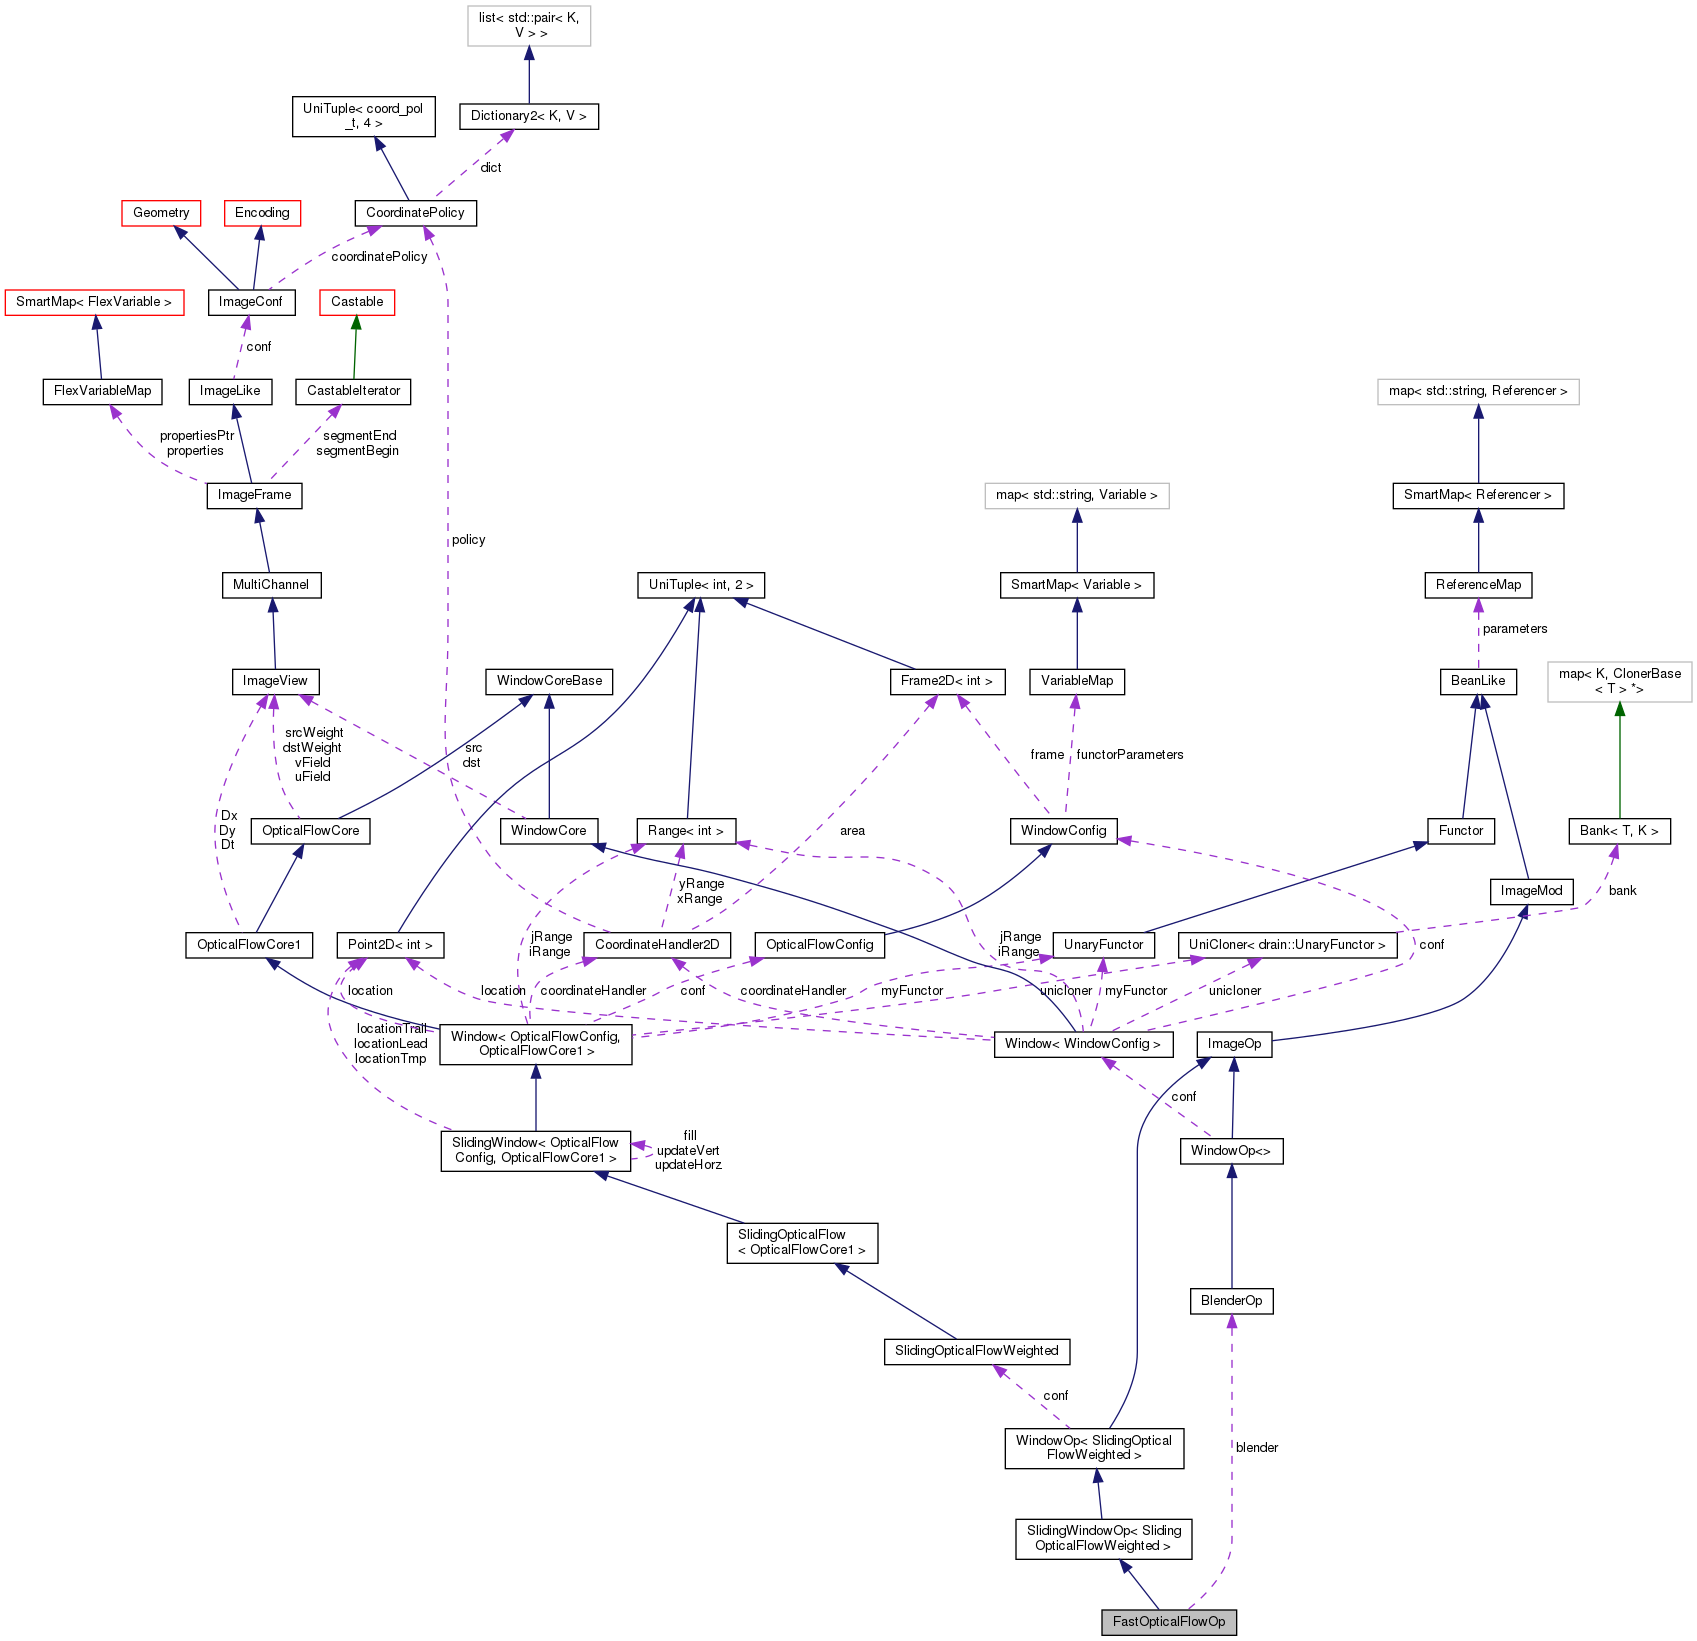 list< std::pair< K,
V > >
UniTuple< coord_pol
_t, 4 >
Dictionary2< K, V >
dict
Geometry
Encoding
CoordinatePolicy
coordinatePolicy
SmartMap< FlexVariable >
ImageConf
Castable
conf
FlexVariableMap
ImageLike
CastableIterator
map< std::string, Referencer >
propertiesPtr
properties
segmentEnd
segmentBegin
ImageFrame
map< std::string, Variable >
SmartMap< Referencer >
policy
MultiChannel
UniTuple< int, 2 >
SmartMap< Variable >
ReferenceMap
parameters
ImageView
WindowCoreBase
Frame2D< int >
VariableMap
BeanLike
map< K, ClonerBase
< T > *>
srcWeight
dstWeight
vField
uField
src
dst
frame
functorParameters
Dx
Dy
Dt
OpticalFlowCore
WindowCore
Range< int >
area
WindowConfig
Functor
Bank< T, K >
yRange
xRange
ImageMod
bank
OpticalFlowCore1
Point2D< int >
jRange
iRange
CoordinateHandler2D
OpticalFlowConfig
jRange
iRange
UnaryFunctor
UniCloner< drain::UnaryFunctor >
conf
location
location
coordinateHandler
conf
coordinateHandler
myFunctor
unicloner
myFunctor
unicloner
locationTrail
locationLead
locationTmp
Window< OpticalFlowConfig,
OpticalFlowCore1 >
Window< WindowConfig >
ImageOp
conf
SlidingWindow< OpticalFlow
Config, OpticalFlowCore1 >
fill
updateVert
updateHorz
WindowOp<>
SlidingOpticalFlow
< OpticalFlowCore1 >
BlenderOp
SlidingOpticalFlowWeighted
conf
WindowOp< SlidingOptical
FlowWeighted >
blender
SlidingWindowOp< Sliding
OpticalFlowWeighted >
FastOpticalFlowOp